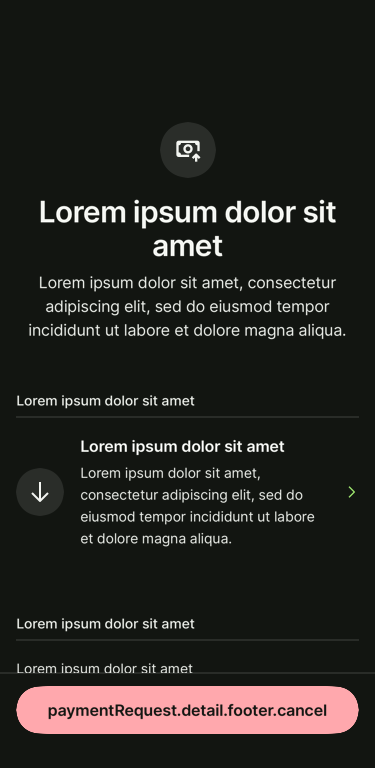 Lorem ipsum dolor sit
amet
Lorem ipsum dolor sit amet, consectetur
adipiscing elit, sed do eiusmod tempor
incididunt ut labore et dolore magna aliqua.
Lorem ipsum dolor sit amet
Lorem ipsum dolor sit amet
Lorem ipsum dolor sit amet,
consectetur adipiscing elit, sed do
eiusmod tempor incididunt ut labore
et dolore magna aliqua.
Lorem ipsum dolor sit amet
Lorem ipsum dolor sit amet
paymentRequest.detail.footer.cancel